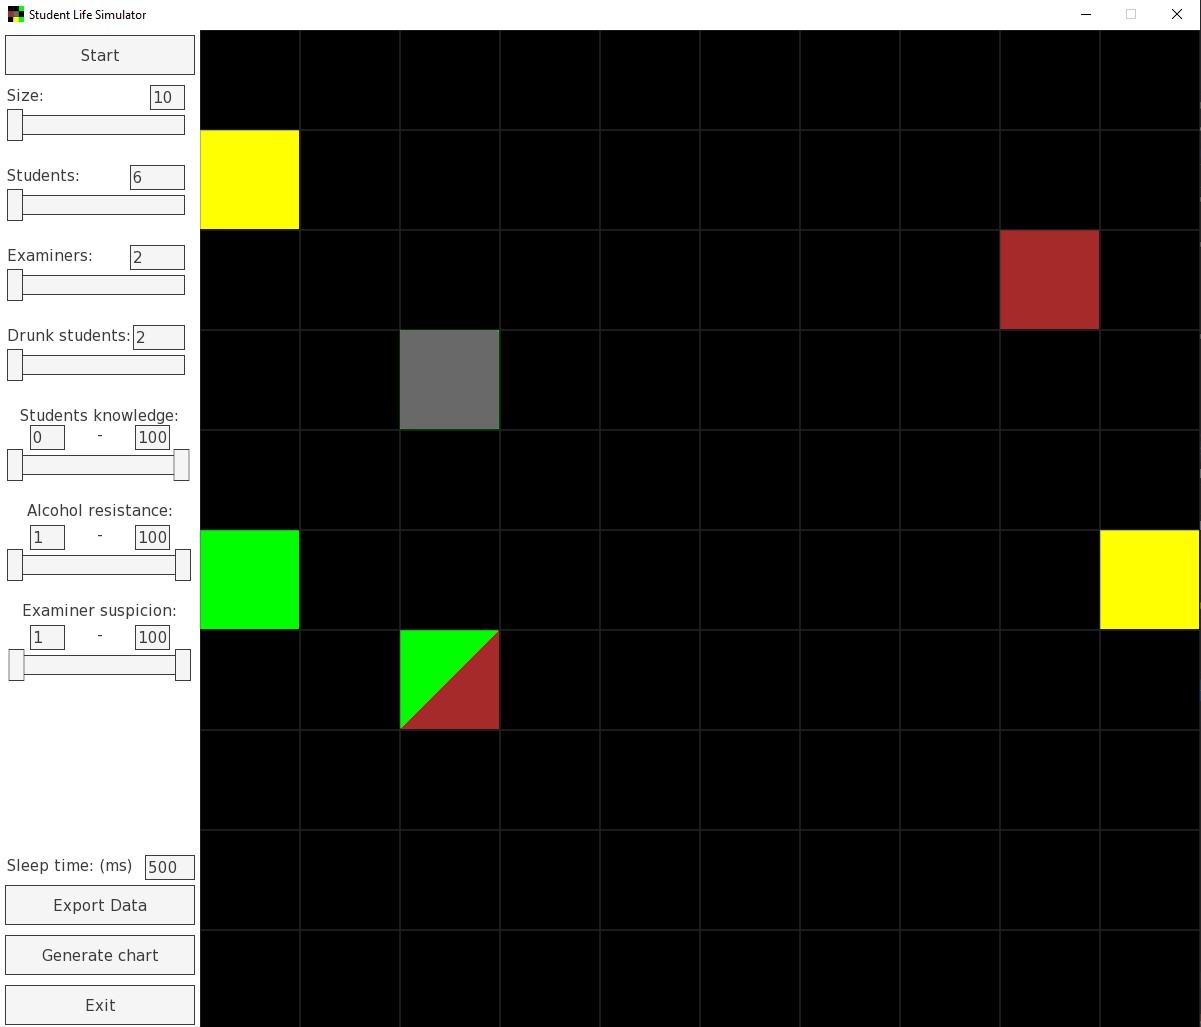 Student Life Simulator
Start
Size: 10
Students: 6
Examiners: 2
Drunk students: 2
Students knowledge:
0 - 100
Alcohol resistance:
1 - 100
Examiner suspicion:
1 - 100
Sleep time: (ms) 500
Export Data
Generate chart
Exit